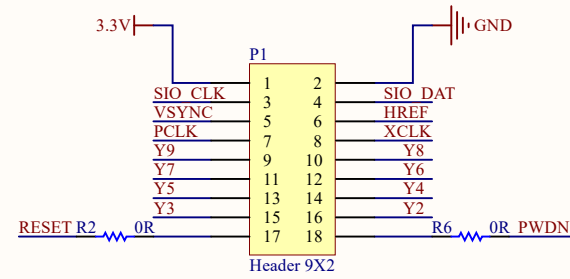 3.3V
GND
P1
1 2
SIO_CLK 3 4 SIO_DAT
VSYNC 5 6 HREF
PCLK 7 8 XCLK
Y9 9 10 Y8
Y7 11 12 Y6
Y5 13 14 Y4
Y3 15 16 Y2
RESET R2 0R 17 18 R6 0R PWDN
Header 9X2